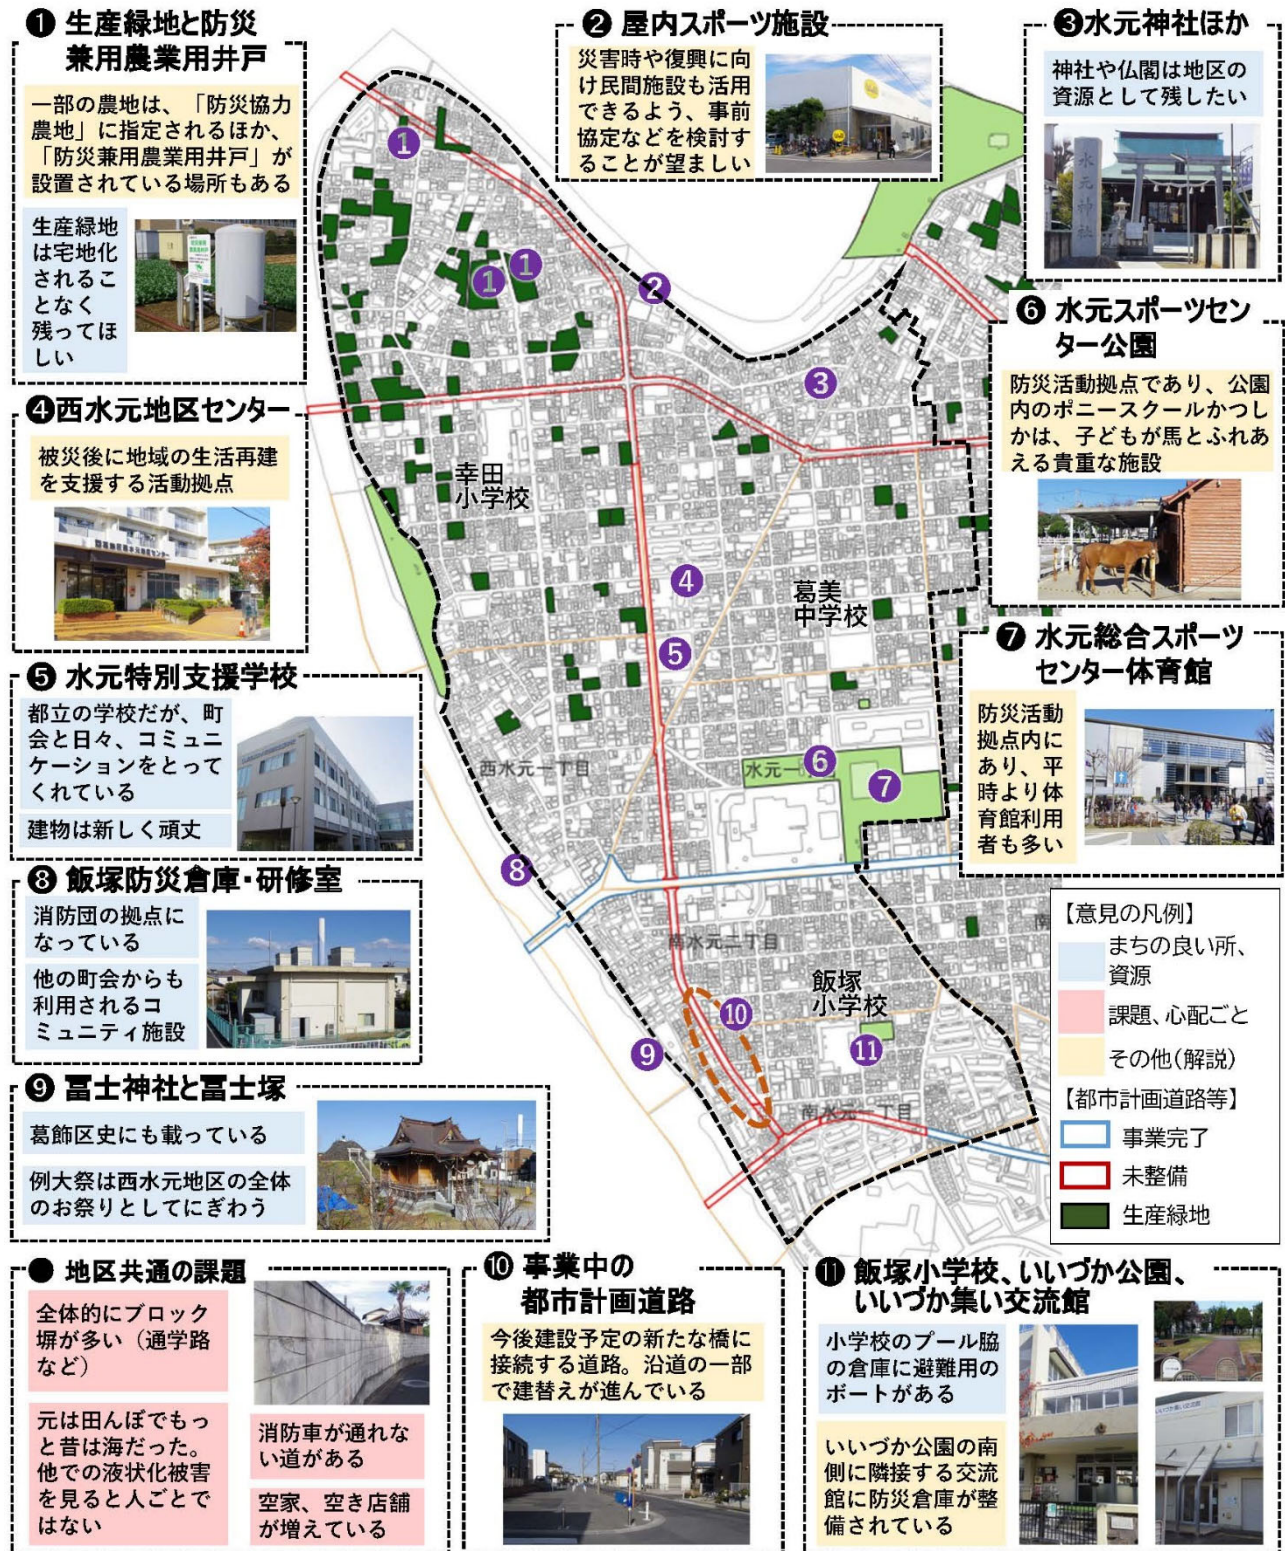 ❶ 生産緑地と防災
兼用農業用井戸
一部の農地は、「防災協力
農地」に指定されるほか、
「防災兼用農業用井戸」が
設置されている場所もある
生産緑地
は宅地化
されるこ
となく
残ってほ
しい
❷ 屋内スポーツ施設
災害時や復興に向
け民間施設も活用
できるよう、事前
協定などを検討す
ることが望ましい
❸水元神社ほか
神社や仏閣は地区の
資源として残したい
水元神社
❹西水元地区センター
被災後に地域の生活再建
を支援する活動拠点
❺ 水元特別支援学校
都立の学校だが、町
会と日々、コミュニ
ケーションをとって
くれている
建物は新しく頑丈
❻ 水元スポーツセン
ター公園
防災活動拠点であり、公園
内のポニースクールかつし
かは、子どもが馬とふれあ
える貴重な施設
❼ 水元総合スポーツ
センター体育館
防災活動
拠点内に
あり、平
時より体
育館利用
者も多い
❽ 飯塚防災倉庫・研修室
消防団の拠点に
なっている
他の町会からも
利用されるコ
ミュニティ施設
❾ 冨士神社と冨士塚
葛飾区史にも載っている
例大祭は西水元地区の全体
のお祭りとしてにぎわう
1
1
1
2
3
幸田
小学校
4
葛美
中学校
5
西水元一丁目
水元一
6
7
8
南水元二丁目
飯塚
小学校
10
9
11
南水元一丁目
南
【意見の凡例】
まちの良い所、
資源
課題、心配ごと
その他(解説)
【都市計画道路等】
事業完了
未整備
生産緑地
● 地区共通の課題
全体的にブロック
塀が多い（通学路
など）
元は田んぼでもっ
と昔は海だった。
他での液状化被害
を見ると人ごとで
はない
消防車が通れな
い道がある
空家、空き店舗
が増えている
❿ 事業中の
都市計画道路
今後建設予定の新たな橋に
接続する道路。沿道の一部
で建替えが進んでいる
⓫ 飯塚小学校、いいづか公園、
いいづか集い交流館
小学校のプール脇
の倉庫に避難用の
ボートがある
いいづか公園の南
側に隣接する交流
館に防災倉庫が整
備されている